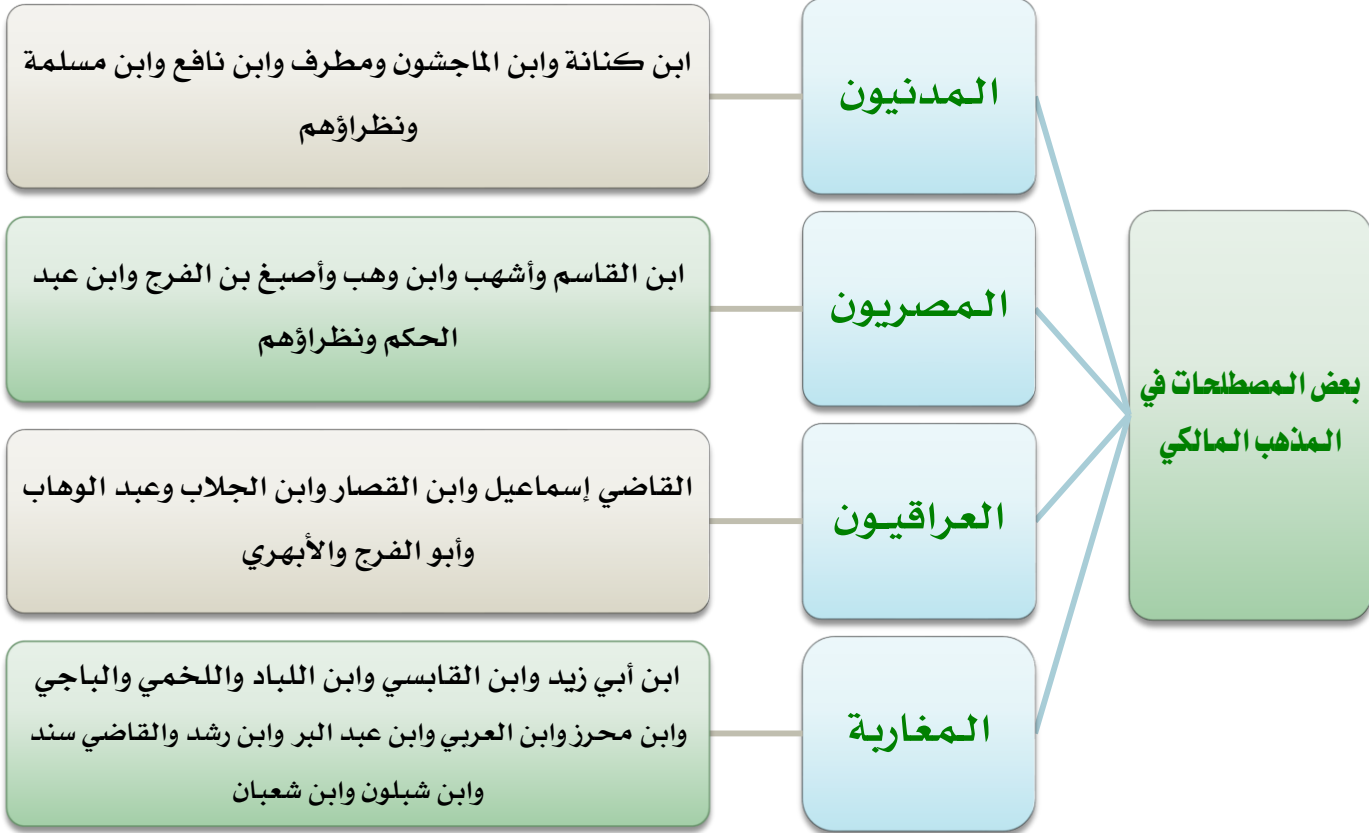 بعض المصطلحات في
المذهب المالكي
المدنيون
ابن كنانة وابن الماجشون ومطرف وابن نافع وابن مسلمة
ونظراؤهم
المصريون
ابن القاسم وأشهب وابن وهب وأصبغ بن الفرج وابن عبد
الحكم ونظراؤهم
العراقيون
القاضي إسماعيل وابن القصار وابن الجلاب وعبد الوهاب
وأبو الفرج والأبهري
المغاربة
ابن أبي زيد وابن القابسي وابن اللباد واللخمي والباجي
وابن محرز وابن العربي وابن عبد البر وابن رشد والقاضي سند
وابن شبلون وابن شعبان